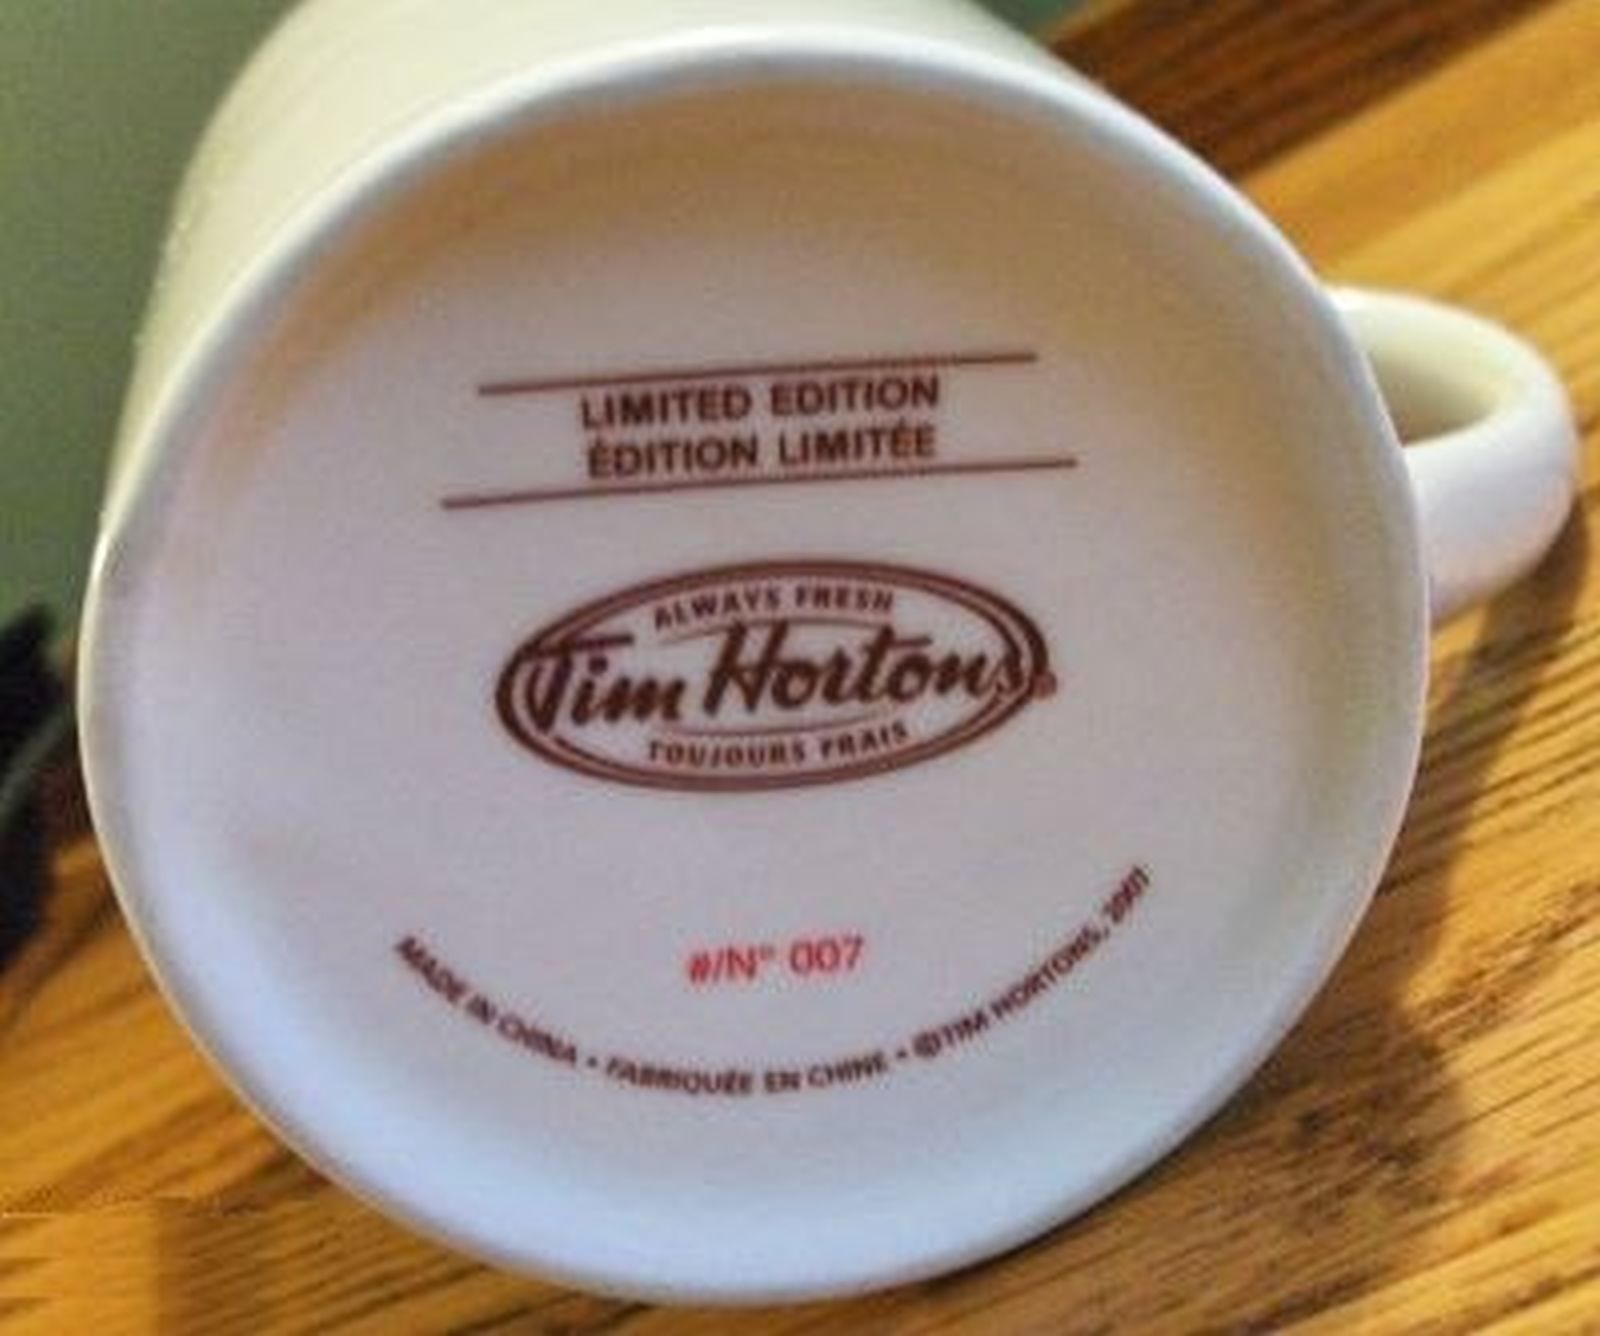 LIMITED EDITION
ÉDITION LIMITÉE
ALWAYS FRESH
Tim Hortons®
TOUJOURS FRAIS
#/N° 007
MADE IN CHINA • FABRIQUÉE EN CHINE • ©TIM HORTONS, 2007